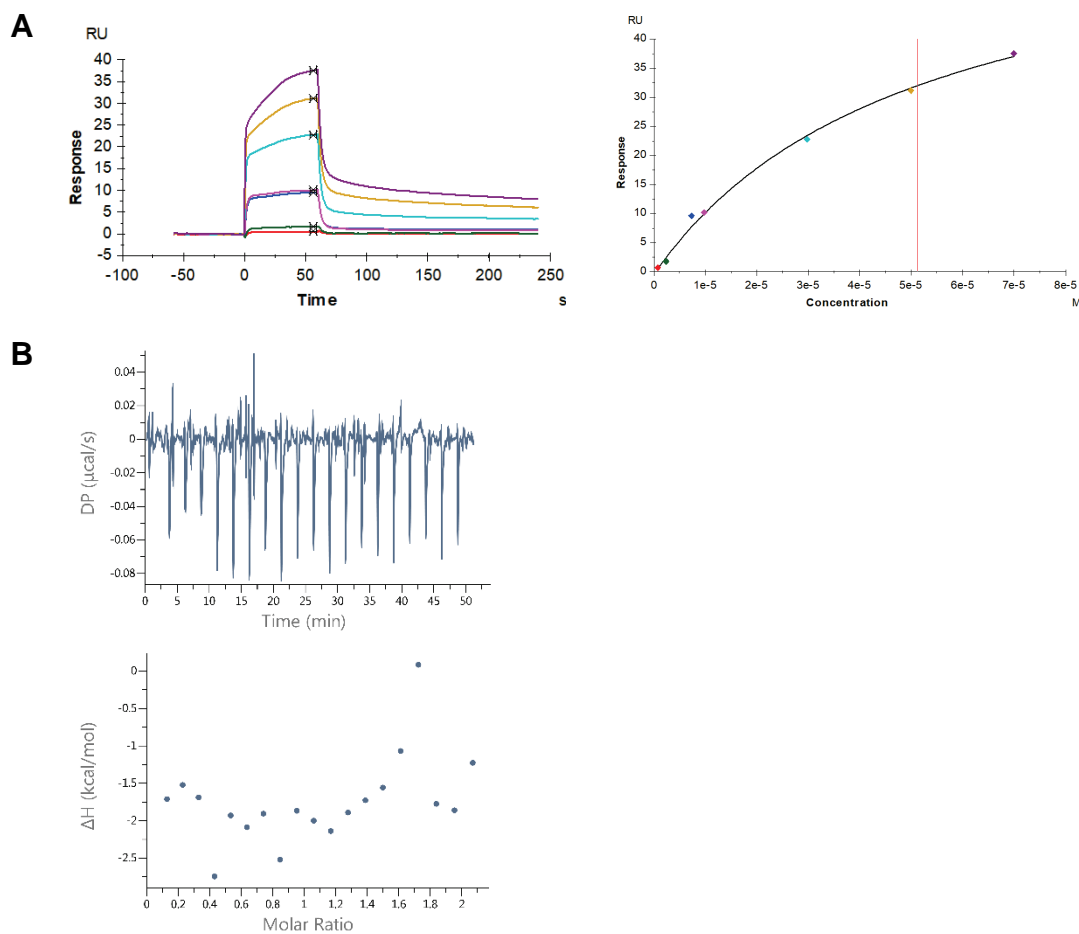 A
RU
40
35
30
25
20
15
10
5
0
-5
Response
-100 -50 0 50 100 150 200 250
Time s
RU
40
35
30
25
20
15
10
5
0
Response
0 1e-5 2e-5 3e-5 4e-5 5e-5 6e-5 7e-5 8e-5
Concentration M
B
0.04
0.02
0
-0.02
-0.04
-0.06
-0.08
DP (µcal/s)
0 5 10 15 20 25 30 35 40 45 50
Time (min)
0
-0.5
-1
-1.5
-2
-2.5
ΔH (kcal/mol)
0 0.2 0.4 0.6 0.8 1 1.2 1.4 1.6 1.8 2
Molar Ratio